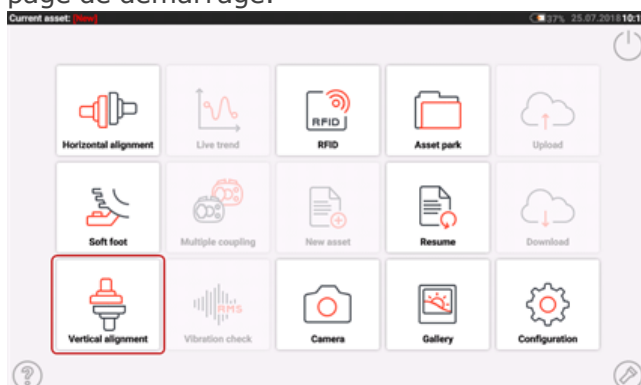 page de démarrage.
Current asset: [New]
37% 25.07.2018 10:1
Horizontal alignment
Live trend
RFID
RFID
Asset park
Upload
Soft foot
Multiple coupling
New asset
Resume
Download
RMS
Vertical alignment
Vibration check
Camera
Gallery
Configuration